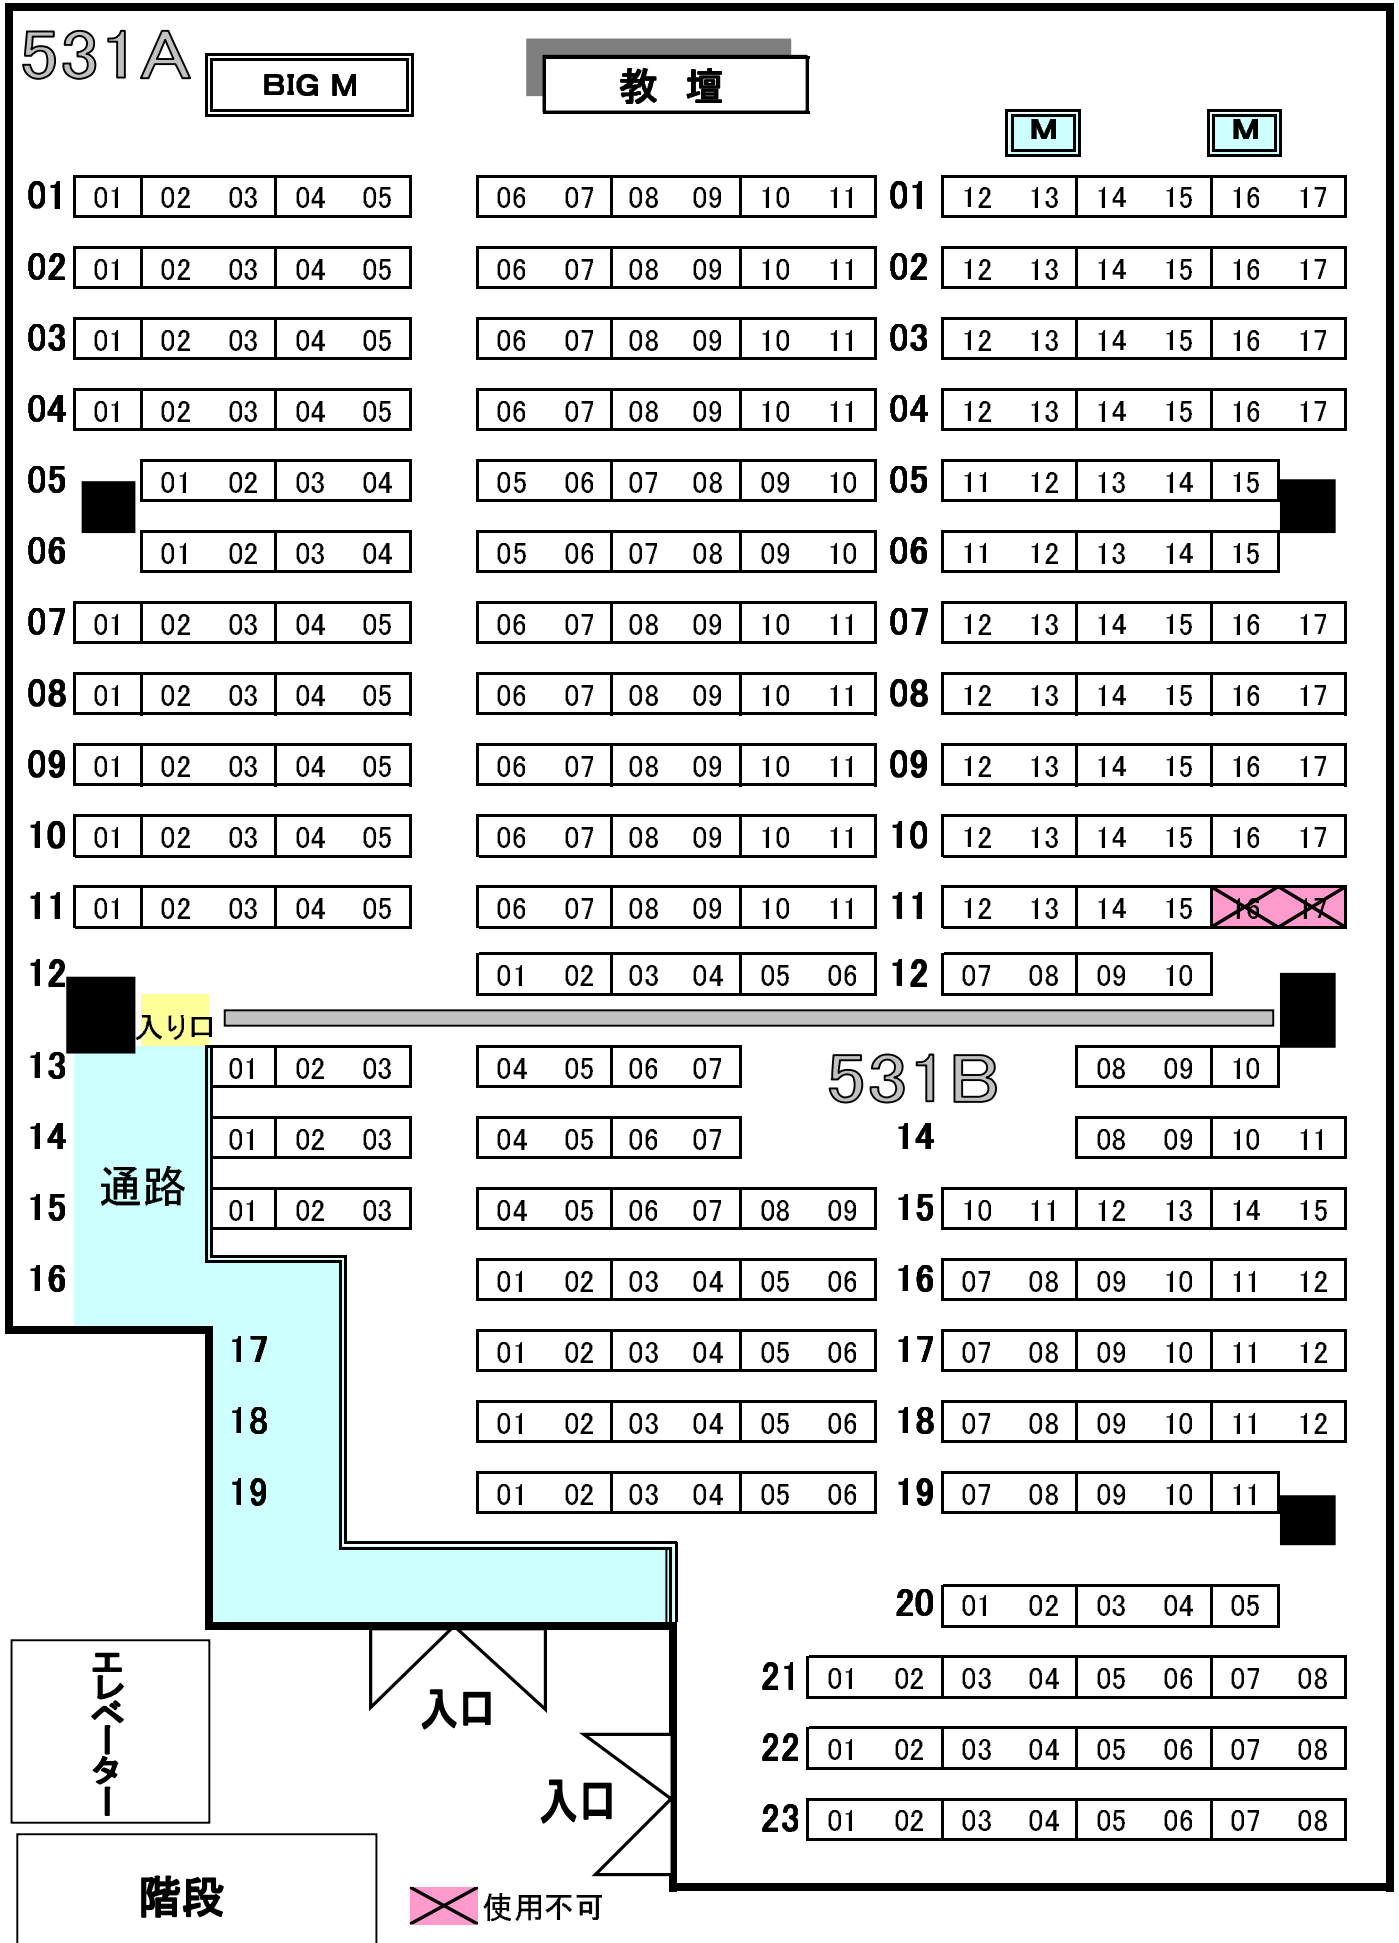 531A
BIG M
教 壇
M M
01 01 02 03 04 05 06 07 08 09 10 11 01 12 13 14 15 16 17
02 01 02 03 04 05 06 07 08 09 10 11 02 12 13 14 15 16 17
03 01 02 03 04 05 06 07 08 09 10 11 03 12 13 14 15 16 17
04 01 02 03 04 05 06 07 08 09 10 11 04 12 13 14 15 16 17
05 01 02 03 04 05 06 07 08 09 10 05 11 12 13 14 15
06 01 02 03 04 05 06 07 08 09 10 06 11 12 13 14 15
07 01 02 03 04 05 06 07 08 09 10 11 07 12 13 14 15 16 17
08 01 02 03 04 05 06 07 08 09 10 11 08 12 13 14 15 16 17
09 01 02 03 04 05 06 07 08 09 10 11 09 12 13 14 15 16 17
10 01 02 03 04 05 06 07 08 09 10 11 10 12 13 14 15 16 17
11 01 02 03 04 05 06 07 08 09 10 11 11 12 13 14 15 16 17
12 01 02 03 04 05 06 12 07 08 09 10
入り口
13 01 02 03 04 05 06 07 531B 08 09 10
14 01 02 03 04 05 06 07 14 08 09 10 11
通路
15 01 02 03 04 05 06 07 08 09 15 10 11 12 13 14 15
16 01 02 03 04 05 06 16 07 08 09 10 11 12
17 01 02 03 04 05 06 17 07 08 09 10 11 12
18 01 02 03 04 05 06 18 07 08 09 10 11 12
19 01 02 03 04 05 06 19 07 08 09 10 11
20 01 02 03 04 05
21 01 02 03 04 05 06 07 08
22 01 02 03 04 05 06 07 08
23 01 02 03 04 05 06 07 08
エレベーター
入口
入口
階段
使用不可